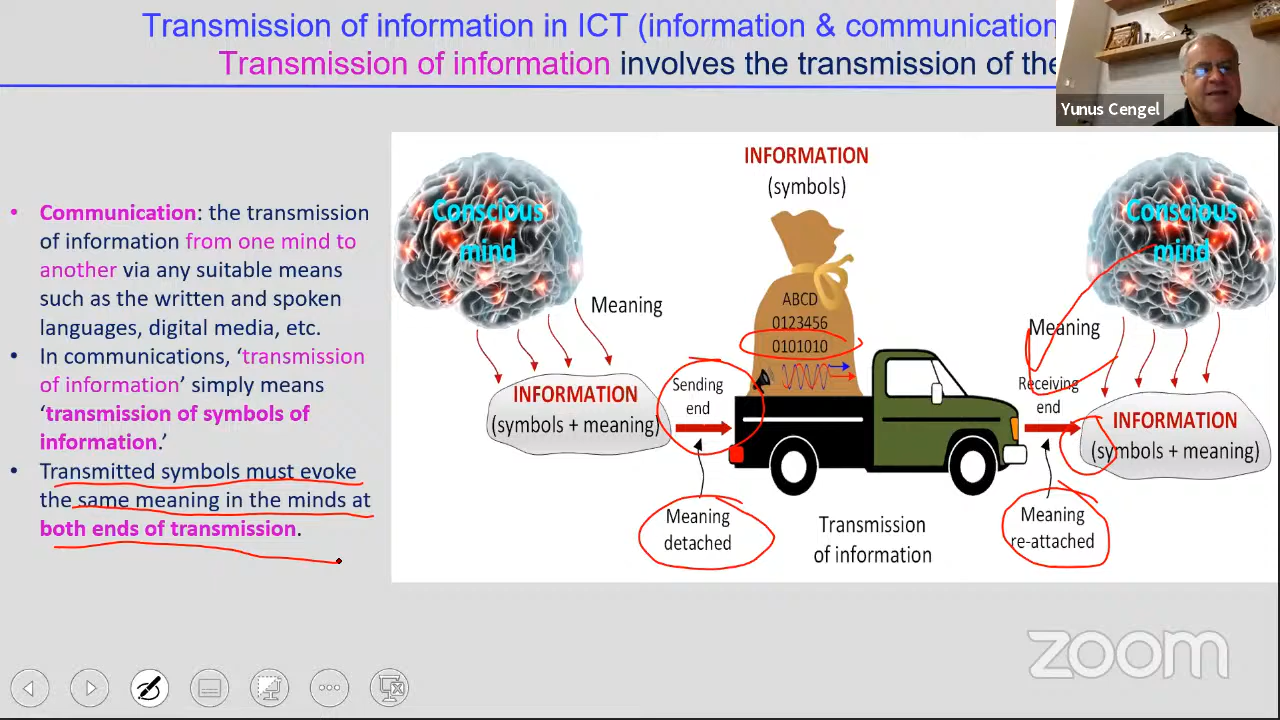 Transmission of information in ICT (information & communication
Transmission of information involves the transmission of the
Yunus Cengel
• Communication: the transmission
of information from one mind to
another via any suitable means
such as the written and spoken
languages, digital media, etc.
• In communications, ‘transmission
of information’ simply means
‘transmission of symbols of
information.’
• Transmitted symbols must evoke
the same meaning in the minds at
both ends of transmission.
Conscious
mind
Meaning
INFORMATION
(symbols + meaning)
Sending
end
Meaning
detached
INFORMATION
(symbols)
ABCD
0123456
0101010
Transmission
of information
Conscious
mind
Meaning
Receiving
end
INFORMATION
(symbols + meaning)
Meaning
re-attached
zoom